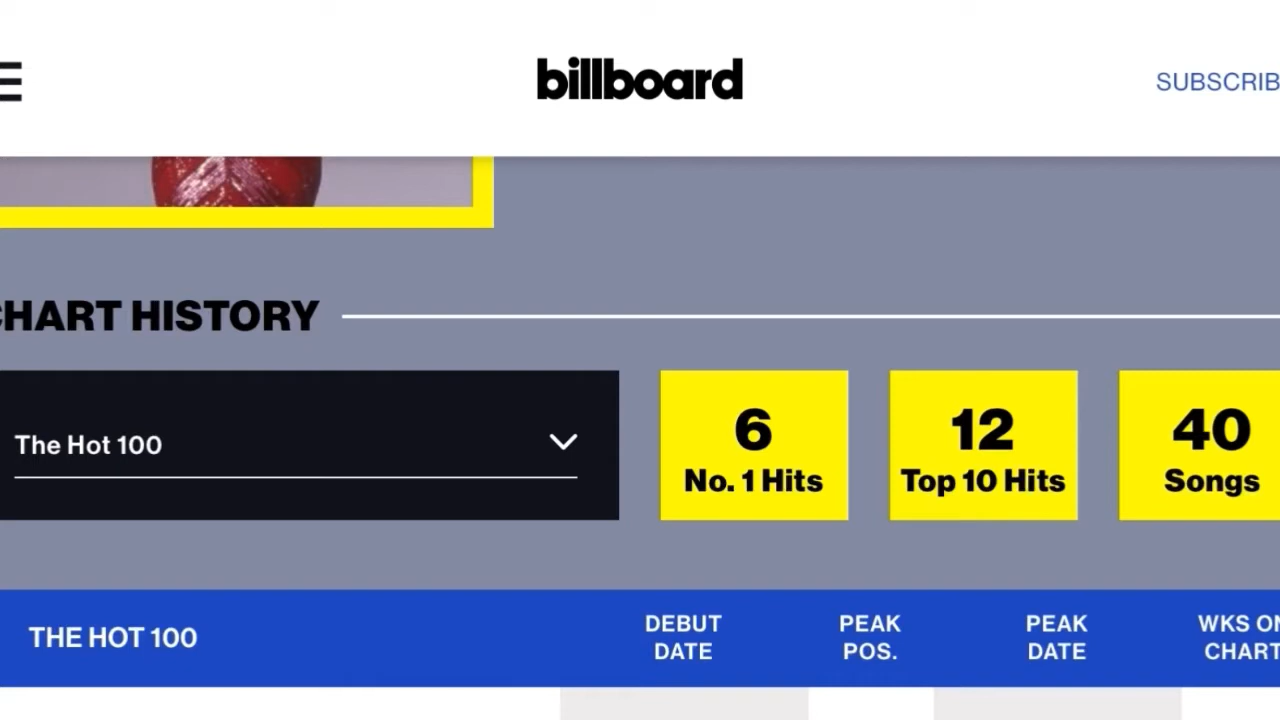 billboard
SUBSCRIB
CHART HISTORY
The Hot 100
6
No. 1 Hits
12
Top 10 Hits
40
Songs
THE HOT 100
DEBUT
DATE
PEAK
POS.
PEAK
DATE
WKS ON
CHART